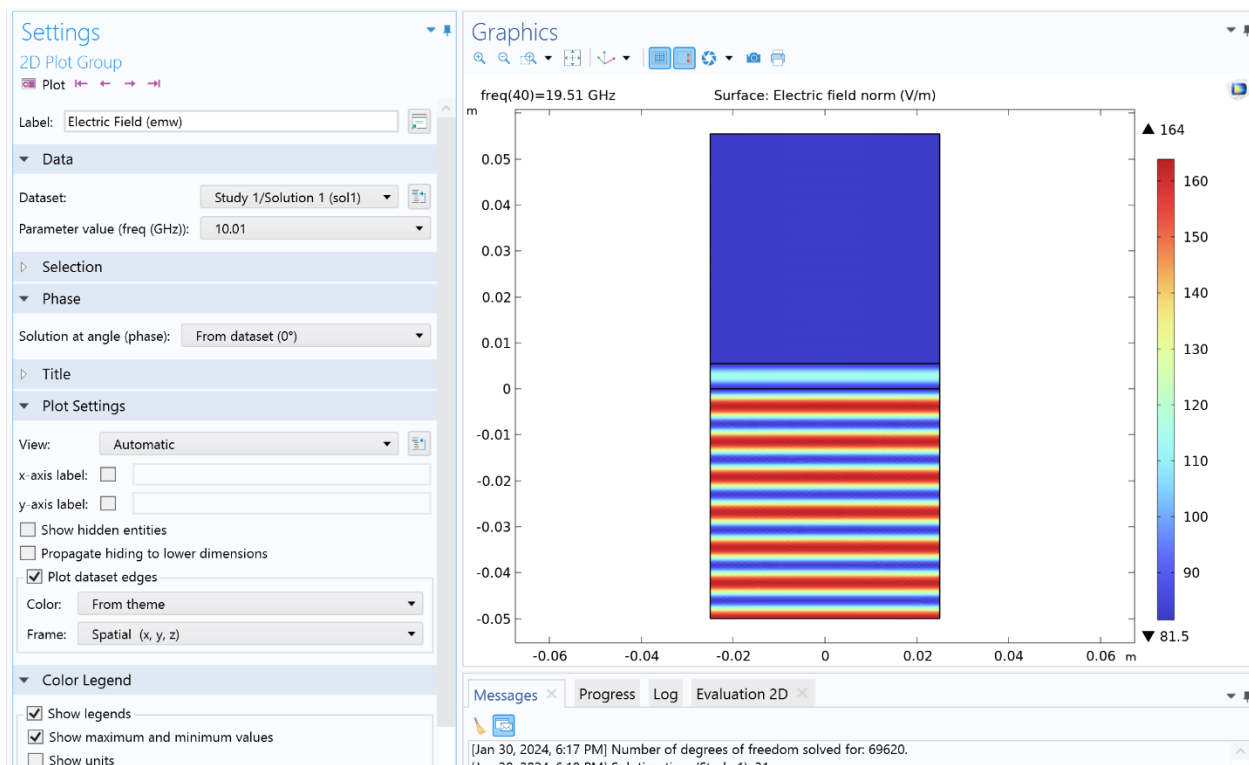 Settings
2D Plot Group
Plot
Label: Electric Field (emw)
Data
Dataset: Study 1/Solution 1 (sol1)
Parameter value (freq (GHz)): 10.01
Selection
Phase
Solution at angle (phase): From dataset (0°)
Title
Plot Settings
View: Automatic
x-axis label:
y-axis label:
Show hidden entities
Propagate hiding to lower dimensions
Plot dataset edges
Color: From theme
Frame: Spatial (x, y, z)
Color Legend
Show legends
Show maximum and minimum values
Show units
Graphics
freq(40)=19.51 GHz Surface: Electric field norm (V/m)
m
0.05
0.04
0.03
0.02
0.01
0
-0.01
-0.02
-0.03
-0.04
-0.05
-0.06 -0.04 -0.02 0 0.02 0.04 0.06 m
▲ 164
160
150
140
130
120
110
100
90
▼ 81.5
Messages Progress Log Evaluation 2D
[Jan 30, 2024, 6:17 PM] Number of degrees of freedom solved for: 69620.